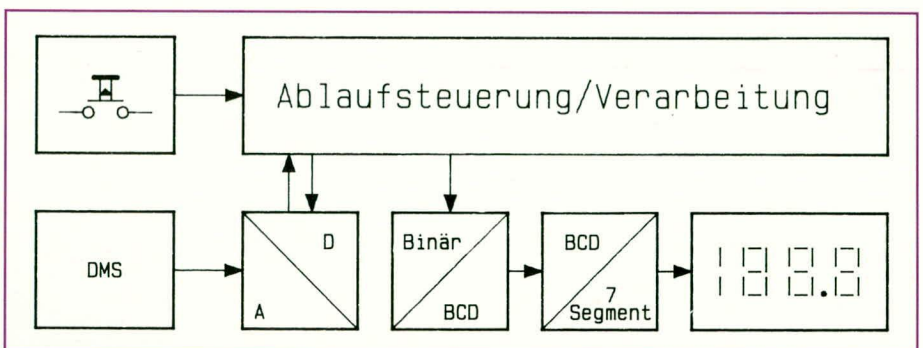 Ablaufsteuerung/Verarbeitung
DMS
D
A
Binär
BCD
BCD
7
Segment
188.8